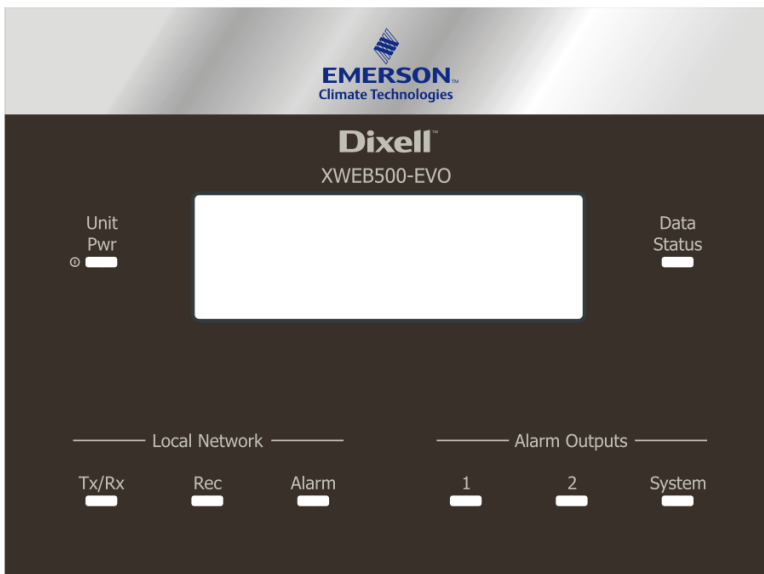 EMERSON™
Climate Technologies
Dixell™
XWEB500-EVO
Unit
Pwr
Data
Status
Local Network
Alarm Outputs
Tx/Rx Rec Alarm 1 2 System